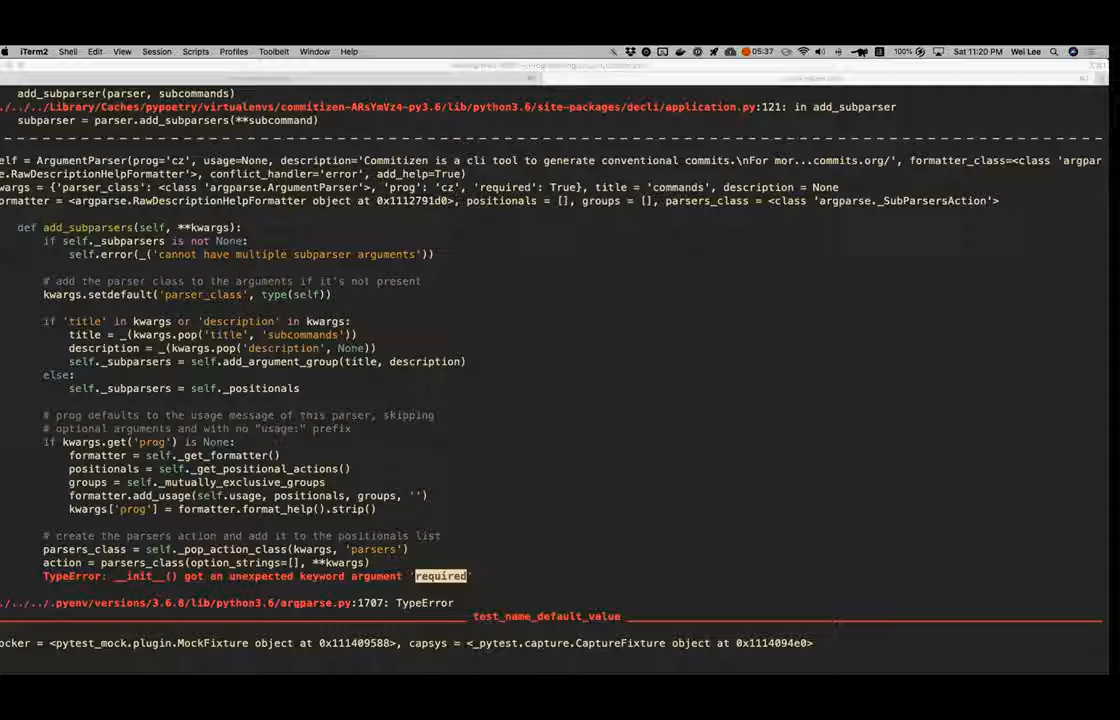 iTerm2 Shell Edit View Session Scripts Profiles Toolbelt Window Help 05:37 100% Sat 11:20 PM Wei Lee
add_subparser(parser, subcommands)
./../../Library/Caches/pypoetry/virtualenvs/commitizen-ARsYmVz4-py3.6/lib/python3.6/site-packages/decli/application.py:121: in add_subparser
subparser = parser.add_subparsers(**subcommand)
_ _ _ _ _ _ _ _ _ _ _ _ _ _ _ _ _ _ _ _ _ _ _ _ _ _ _ _ _ _ _ _ _ _ _ _ _ _ _ _ _ _ _ _ _ _ _ _ _ _ _ _ _ _ _ _ _ _ _ _ _ _ _ _ _ _ _ _ _ _ _ _ _ _ _ _ _ _ _ _ _ _ _ _ _
elf = ArgumentParser(prog='cz', usage=None, description='Commitizen is a cli tool to generate conventional commits.\nFor mor...commits.org/', formatter_class=<class 'argpar
se.RawDescriptionHelpFormatter'>, conflict_handler='error', add_help=True)
wargs = {'parser_class': <class 'argparse.ArgumentParser'>, 'prog': 'cz', 'required': True}, title = 'commands', description = None
ormatter = <argparse.RawDescriptionHelpFormatter object at 0x1112791d0>, positionals = [], groups = [], parsers_class = <class 'argparse._SubParsersAction'>
def add_subparsers(self, **kwargs):
if self._subparsers is not None:
self.error(_('cannot have multiple subparser arguments'))
# add the parser class to the arguments if it's not present
kwargs.setdefault('parser_class', type(self))
if 'title' in kwargs or 'description' in kwargs:
title = _(kwargs.pop('title', 'subcommands'))
description = _(kwargs.pop('description', None))
self._subparsers = self.add_argument_group(title, description)
else:
self._subparsers = self._positionals
# prog defaults to the usage message of this parser, skipping
# optional arguments and with no "usage:" prefix
if kwargs.get('prog') is None:
formatter = self._get_formatter()
positionals = self._get_positional_actions()
groups = self._mutually_exclusive_groups
formatter.add_usage(self.usage, positionals, groups, '')
kwargs['prog'] = formatter.format_help().strip()
# create the parsers action and add it to the positionals list
parsers_class = self._pop_action_class(kwargs, 'parsers')
action = parsers_class(option_strings=[], **kwargs)
TypeError: __init__() got an unexpected keyword argument 'required'
./../../.pyenv/versions/3.6.8/lib/python3.6/argparse.py:1707: TypeError
test_name_default_value
ocker = <pytest_mock.plugin.MockFixture object at 0x111409588>, capsys = <_pytest.capture.CaptureFixture object at 0x1114094e0>